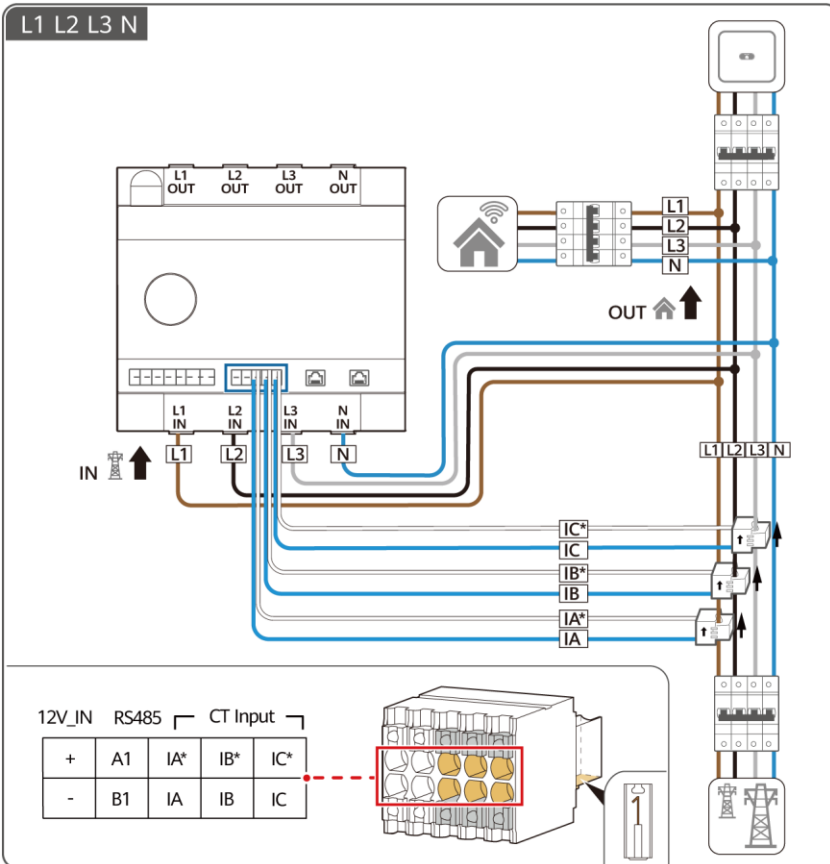 L1 L2 L3 N
L1 OUT
L2 OUT
L3 OUT
N OUT
L1
L2
L3
N
OUT
L1 IN
L2 IN
L3 IN
N IN
IN
L1
L2
L3
N
L1 L2 L3 N
IC*
IC
IB*
IB
IA*
IA
12V_IN RS485 CT Input
+ A1 IA* IB* IC*
- B1 IA IB IC
1